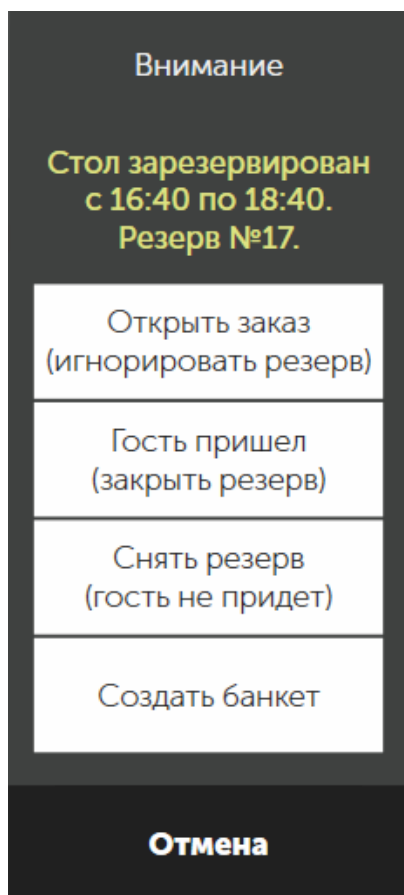 Внимание
Стол зарезервирован
с 16:40 по 18:40.
Резерв №17.
Открыть заказ
(игнорировать резерв)
Гость пришел
(закрыть резерв)
Снять резерв
(гость не придет)
Создать банкет
Отмена